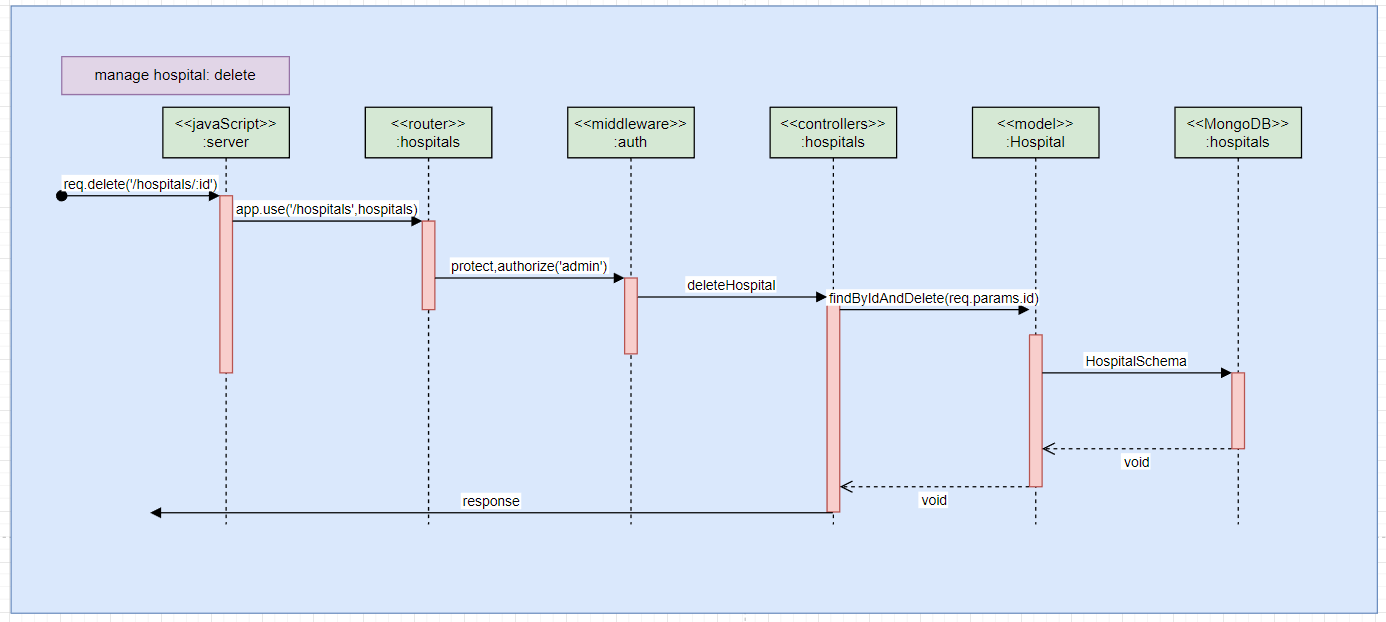 manage hospital: delete
<<javaScript>>
:server
<<router>>
:hospitals
<<middleware>>
:auth
<<controllers>>
:hospitals
<<model>>
:Hospital
<<MongoDB>>
:hospitals
req.delete('/hospitals/:id')
app.use('/hospitals',hospitals)
protect,authorize('admin')
deleteHospital
findByIdAndDelete(req.params.id)
HospitalSchema
void
void
response